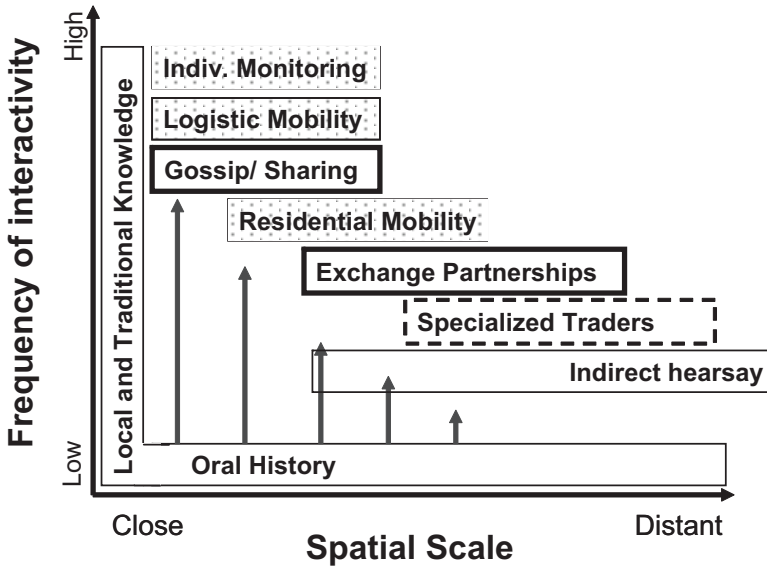 High
Frequency of interactivity
Low
Local and Traditional Knowledge
Indiv. Monitoring
Logistic Mobility
Gossip/ Sharing
Residential Mobility
Exchange Partnerships
Specialized Traders
Indirect hearsay
Oral History
Close
Distant
Spatial Scale